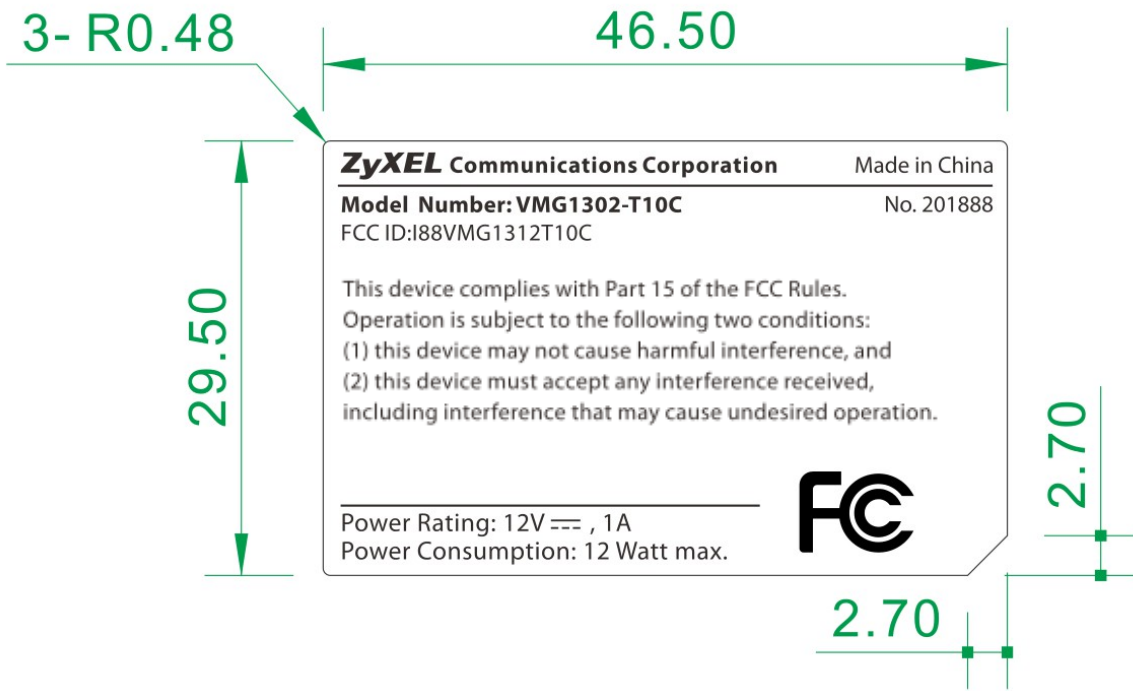 3- R0.48
46.50
ZyXEL Communications Corporation Made in China
Model Number: VMG1302-T10C No. 201888
FCC ID:I88VMG1312T10C
29.50
This device complies with Part 15 of the FCC Rules.
Operation is subject to the following two conditions:
(1) this device may not cause harmful interference, and
(2) this device must accept any interference received,
including interference that may cause undesired operation.
2.70
FC
Power Rating: 12V ⎓ , 1A
Power Consumption: 12 Watt max.
2.70